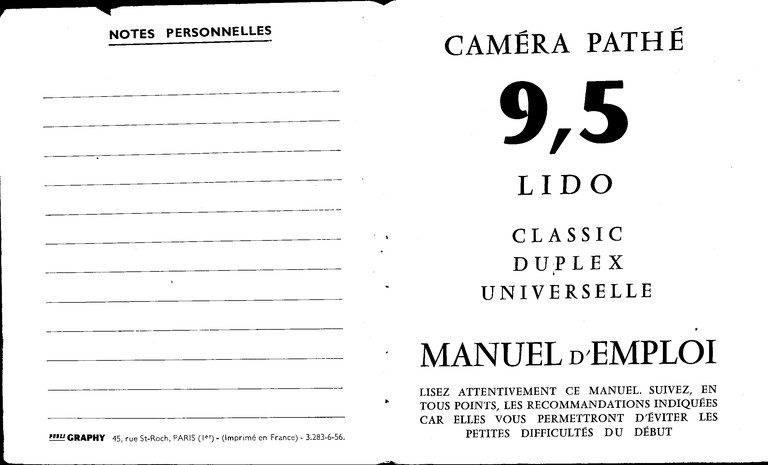 NOTES PERSONNELLES
PUBLI GRAPHY 45, rue St-Roch, PARIS (1er) - (Imprimé en France) - 3.283-6-56.
CAMÉRA PATHÉ
9,5
LIDO
CLASSIC
DUPLEX
UNIVERSELLE
MANUEL D'EMPLOI
LISEZ ATTENTIVEMENT CE MANUEL. SUIVEZ, EN
TOUS POINTS, LES RECOMMANDATIONS INDIQUÉES
CAR ELLES VOUS PERMETTRONT D'ÉVITER LES
PETITES DIFFICULTÉS DU DÉBUT